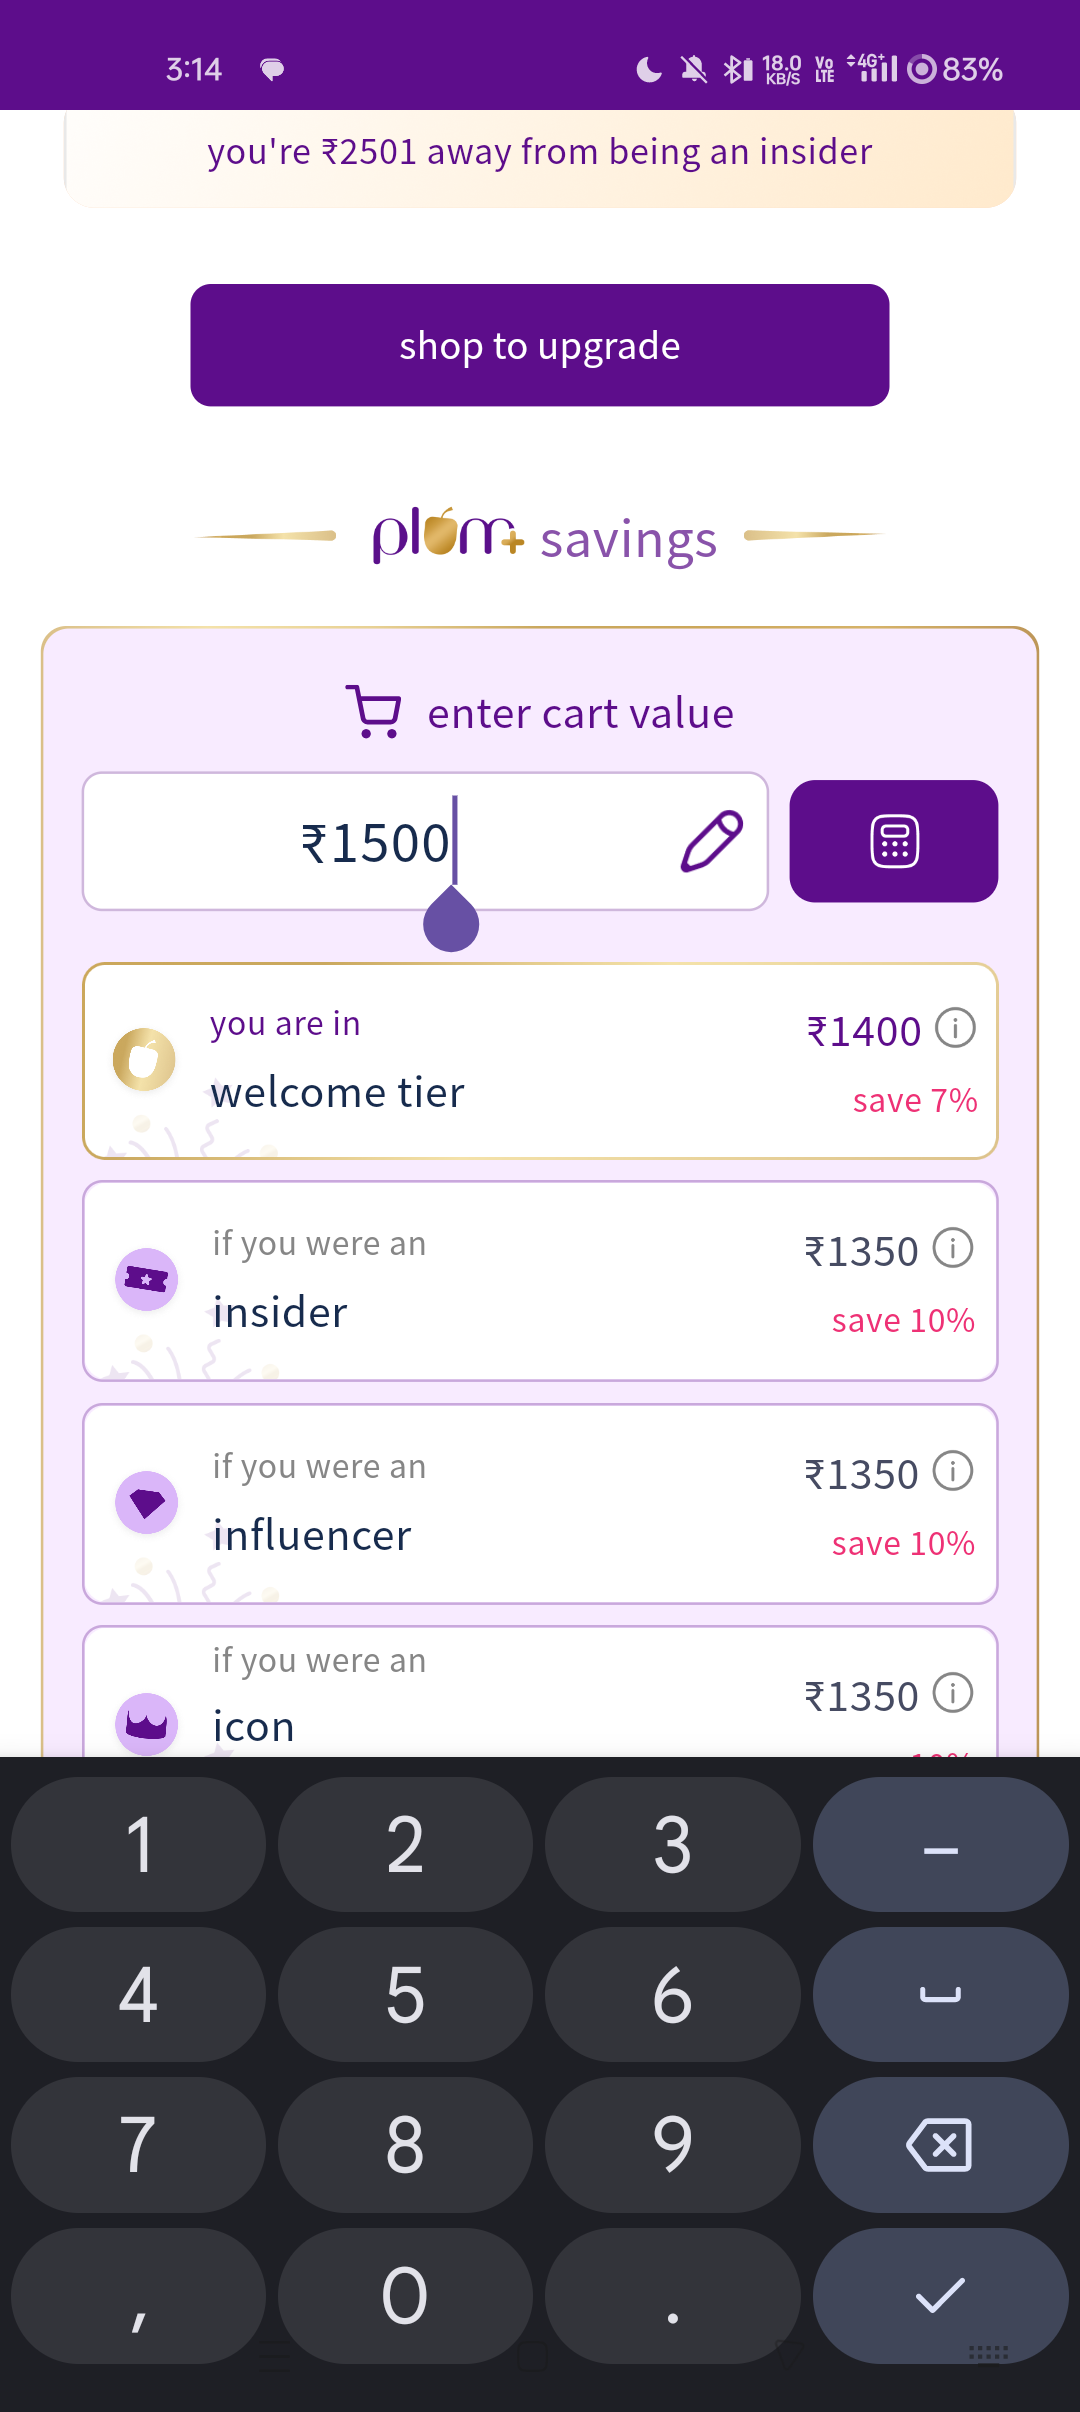 3:14
18.0
KB/S
Vo
LTE
4G+
83%
you're ₹2501 away from being an insider
shop to upgrade
plum+ savings
enter cart value
₹1500
you are in
welcome tier
₹1400
save 7%
if you were an
insider
₹1350
save 10%
if you were an
influencer
₹1350
save 10%
if you were an
icon
₹1350
1 2 3 –
4 5 6
7 8 9
, 0 .